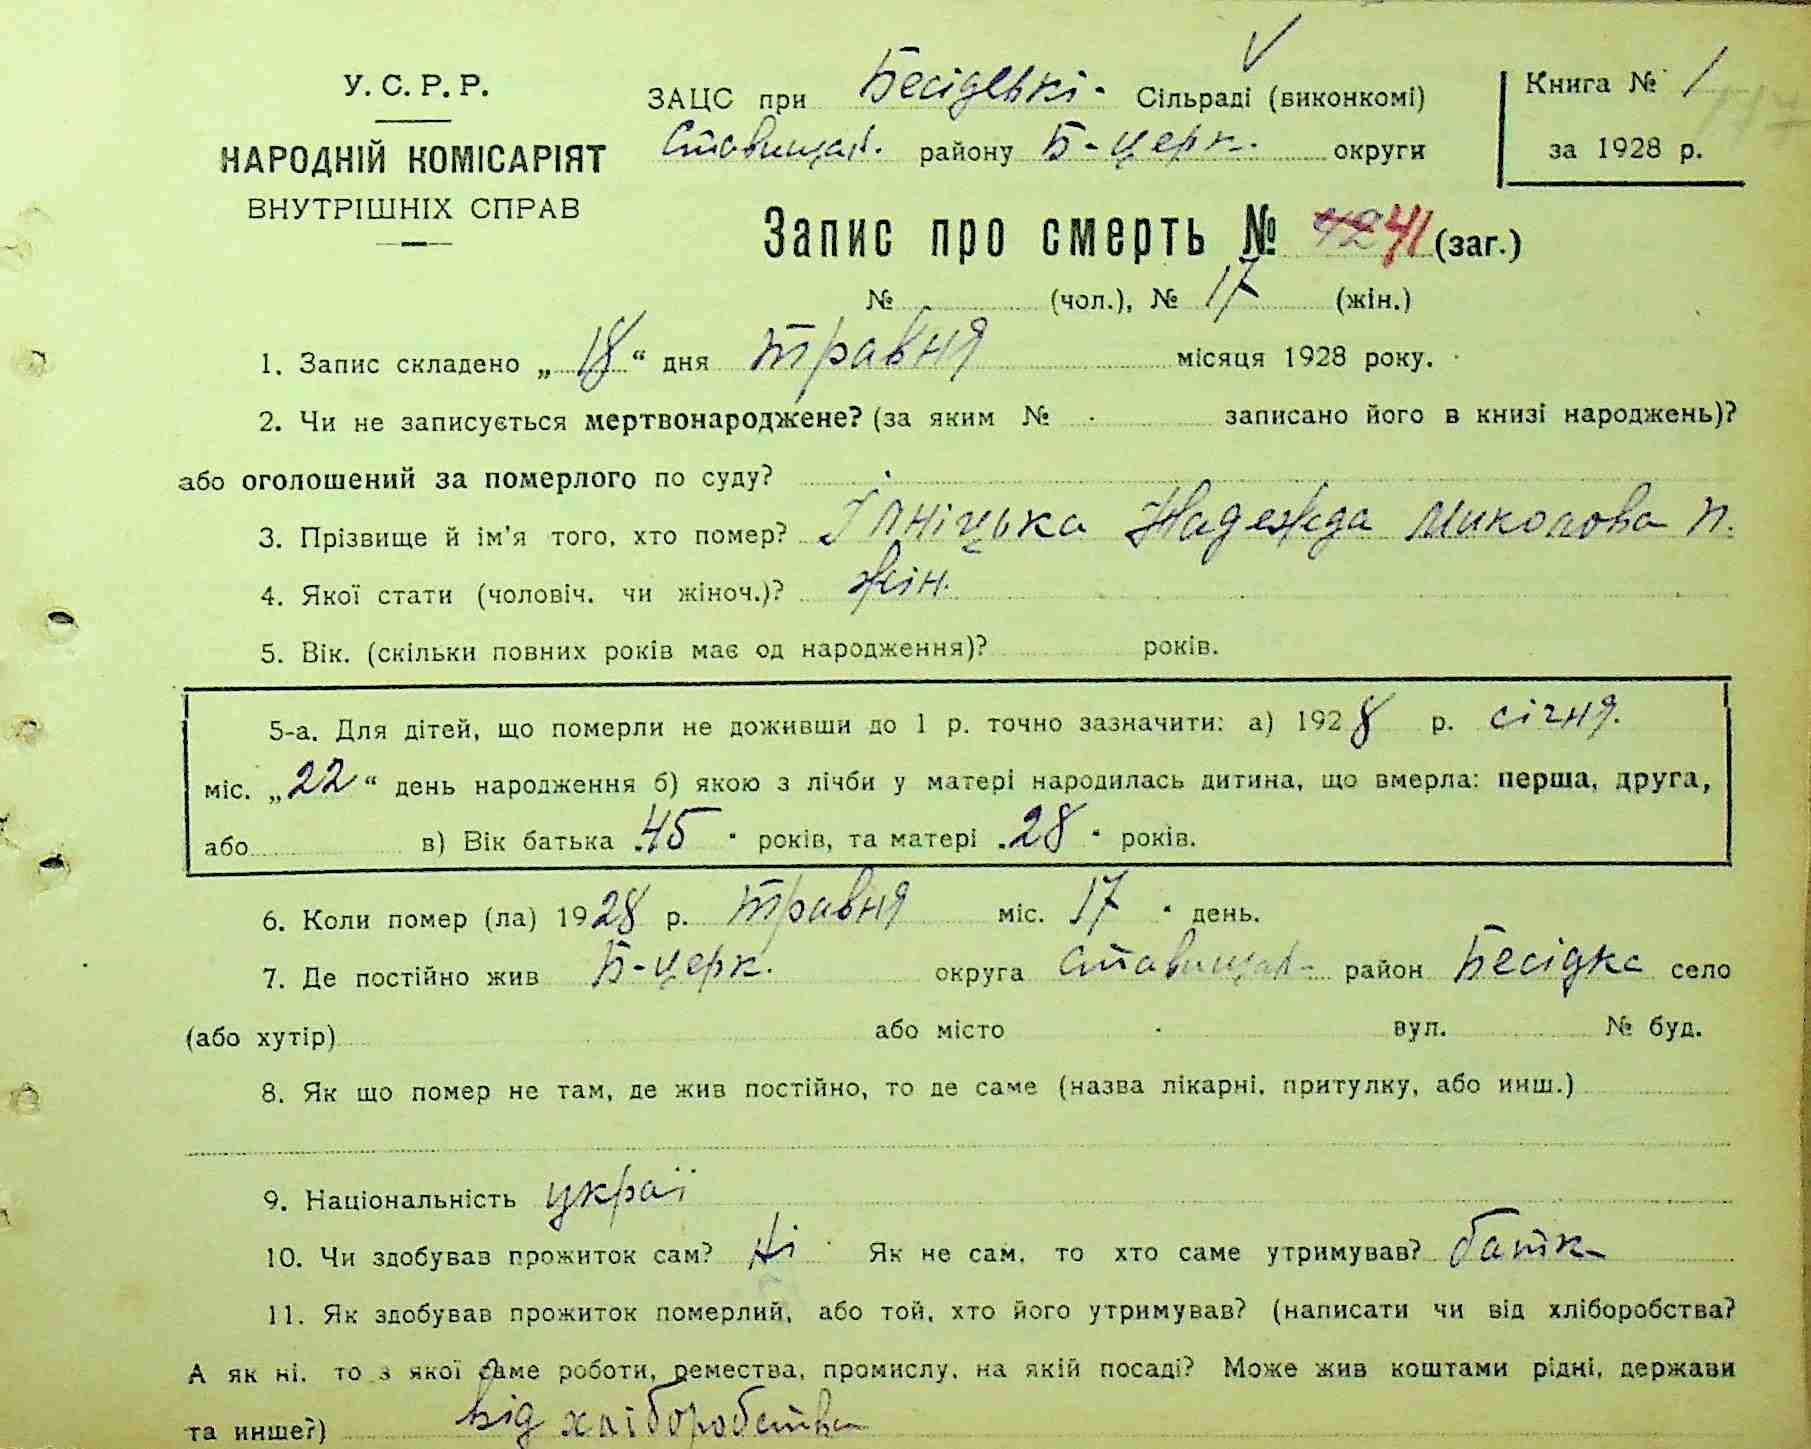 У. С. Р. Р.
НАРОДНІЙ КОМІСАРІЯТ
ВНУТРІШНІХ СПРАВ
ЗАЦС при Бесідські Сільраді (виконкомі)
Ставищан. району Б-церк. округи
Книга № 1
за 1928 р.
Запис про смерть № 42 41 (заг.)
№ (чол.), № 17 (жін.)
1. Запис складено „18“ дня травня місяця 1928 року.
2. Чи не записується мертвонароджене? (за яким № записано його в книзі народжень)?
або оголошений за померлого по суду?
3. Прізвище й ім'я того, хто помер? Ільніцька Надежда Миколова п.
4. Якої стати (чоловіч. чи жіноч.)? жін.
5. Вік. (скільки повних років має од народження)? років.
5-а. Для дітей, що померли не доживши до 1 р. точно зазначити: а) 1928 р. січня.
міс. „22“ день народження б) якою з лічби у матері народилась дитина, що вмерла: перша, друга,
або в) Вік батька 45 років, та матері 28 років.
6. Коли помер (ла) 1928 р. травня міс. 17 день.
7. Де постійно жив Б-церк. округа Ставищан район Бесідка село
(або хутір) або місто вул. № буд.
8. Як що помер не там, де жив постійно, то де саме (назва лікарні, притулку, або инш.)
9. Національність украї
10. Чи здобував прожиток сам? Ні Як не сам, то хто саме утримував? батк
11. Як здобував прожиток померлий, або той, хто його утримував? (написати чи від хліборобства?
А як ні, то з якої саме роботи, ремества, промислу, на якій посаді? Може жив коштами рідні, держави
та инше?) від хліборобства